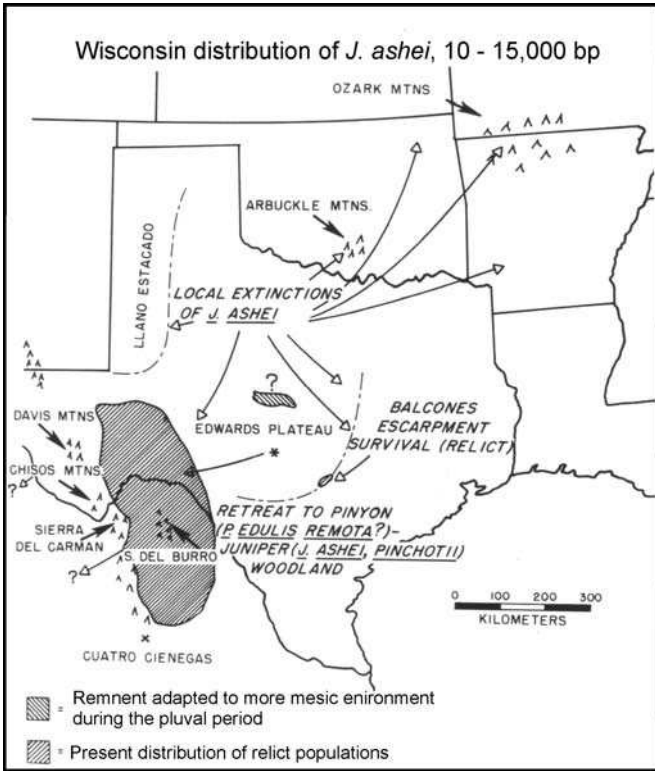 Wisconsin distribution of J. ashei, 10 - 15,000 bp
OZARK MTNS
ARBUCKLE MTNS.
LLANO ESTACADO
LOCAL EXTINCTIONS
OF J. ASHEI
?
DAVIS MTNS
EDWARDS PLATEAU
*
BALCONES
ESCARPMENT
SURVIVAL (RELICT)
CHISOS MTNS.
?
SIERRA
DEL CARMAN
S. DEL BURRO
RETREAT TO PINYON
(P. EDULIS REMOTA?)-
JUNIPER (J. ASHEI, PINCHOTII)
WOODLAND
?
CUATRO CIENEGAS
0 100 200 300
KILOMETERS
= Remnent adapted to more mesic enironment
during the pluval period
= Present distribution of relict populations